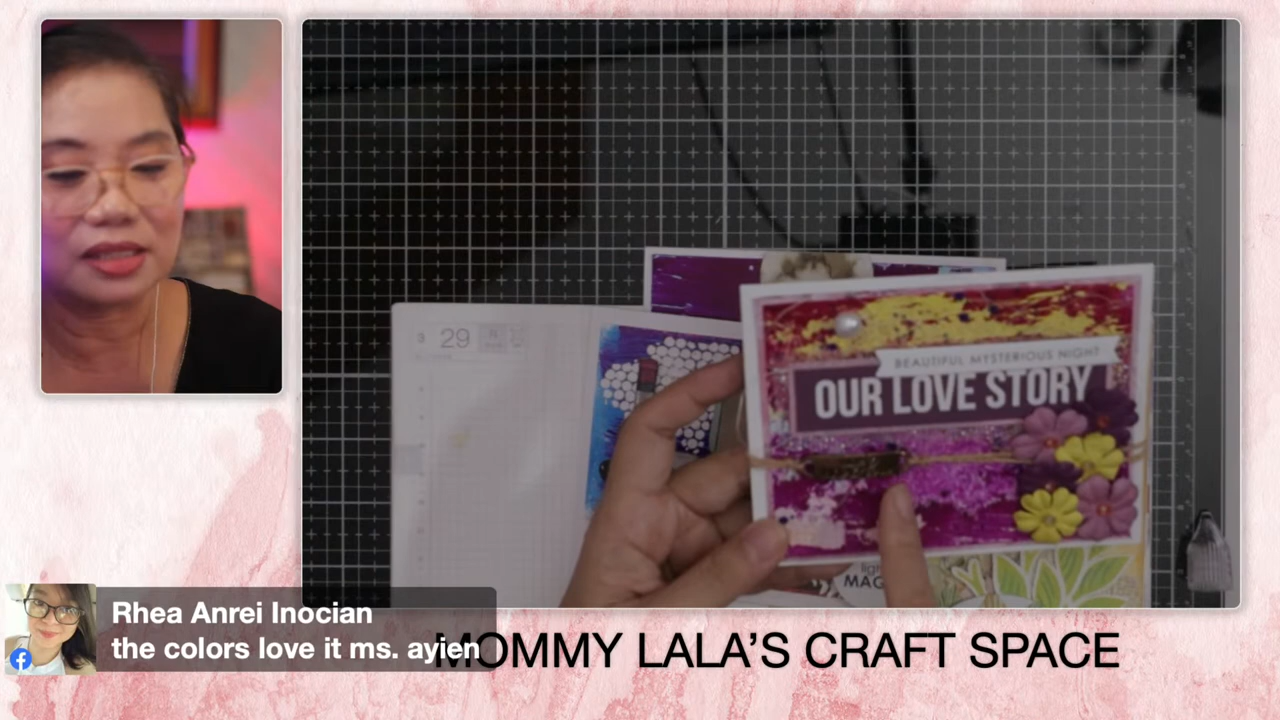 3 29
BEAUTIFUL MYSTERIOUS NIGHT
OUR LOVE STORY
MAG
Rhea Anrei Inocian
the colors love it ms. ayien
MOMMY LALA'S CRAFT SPACE